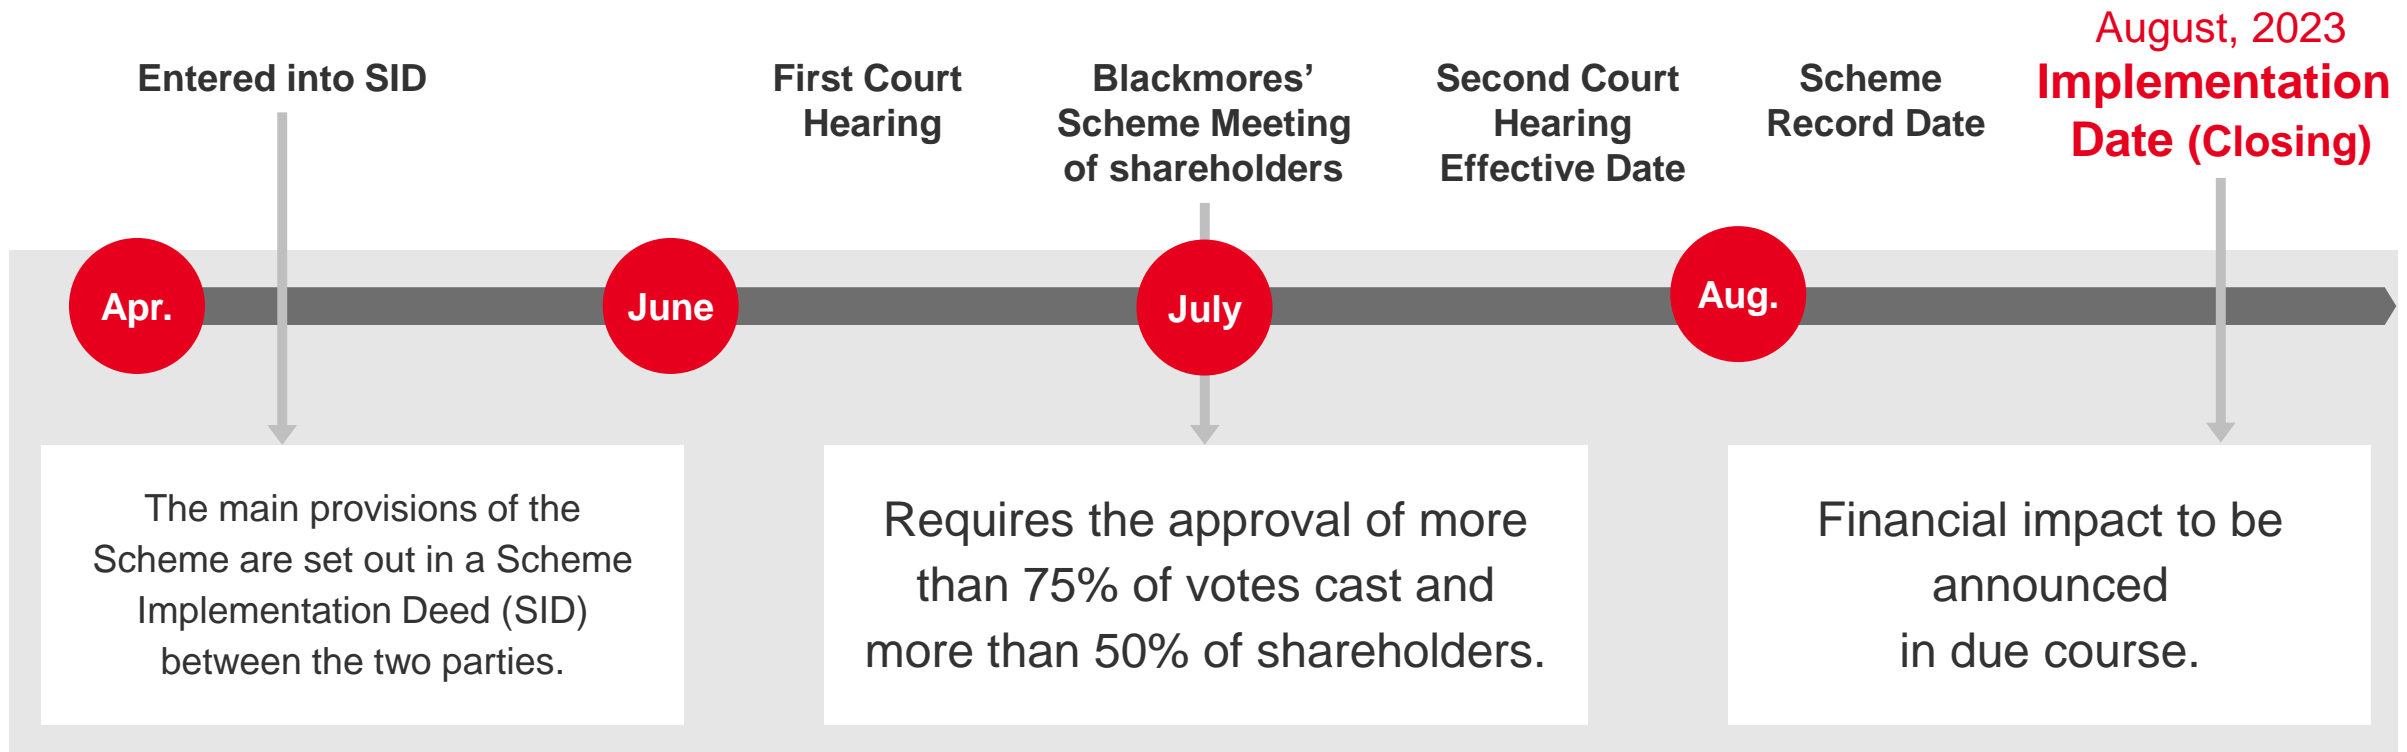 Entered into SID
First Court
Hearing
Blackmores’
Scheme Meeting
of shareholders
Second Court
Hearing
Effective Date
Scheme
Record Date
August, 2023
Implementation
Date (Closing)
Apr.
June
July
Aug.
The main provisions of the
Scheme are set out in a Scheme
Implementation Deed (SID)
between the two parties.
Requires the approval of more
than 75% of votes cast and
more than 50% of shareholders.
Financial impact to be
announced
in due course.